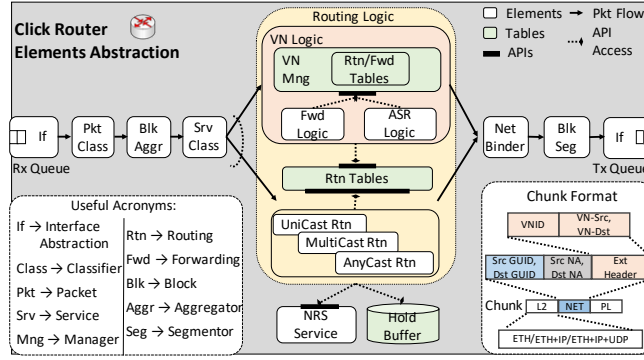 Click Router
Elements Abstraction
Routing Logic
VN Logic
VN
Mng
Rtn/Fwd
Tables
Fwd
Logic
ASR
Logic
Rtn Tables
UniCast Rtn
MultiCast Rtn
AnyCast Rtn
NRS
Service
Hold
Buffer
Elements
Tables
APIs
Pkt Flow
API
Access
If
Rx Queue
Pkt
Class
Blk
Aggr
Srv
Class
Net
Binder
Blk
Seg
If
Tx Queue
Useful Acronyms:
If → Interface
Abstraction
Class → Classifier
Pkt → Packet
Srv → Service
Mng → Manager
Rtn → Routing
Fwd → Forwarding
Blk → Block
Aggr → Aggregator
Seg → Segmentor
Chunk Format
VNID
VN-Src,
VN-Dst
Src GUID,
Dst GUID
Src NA,
Dst NA
Ext
Header
Chunk
L2
NET
PL
ETH/ETH+IP/ETH+IP+UDP